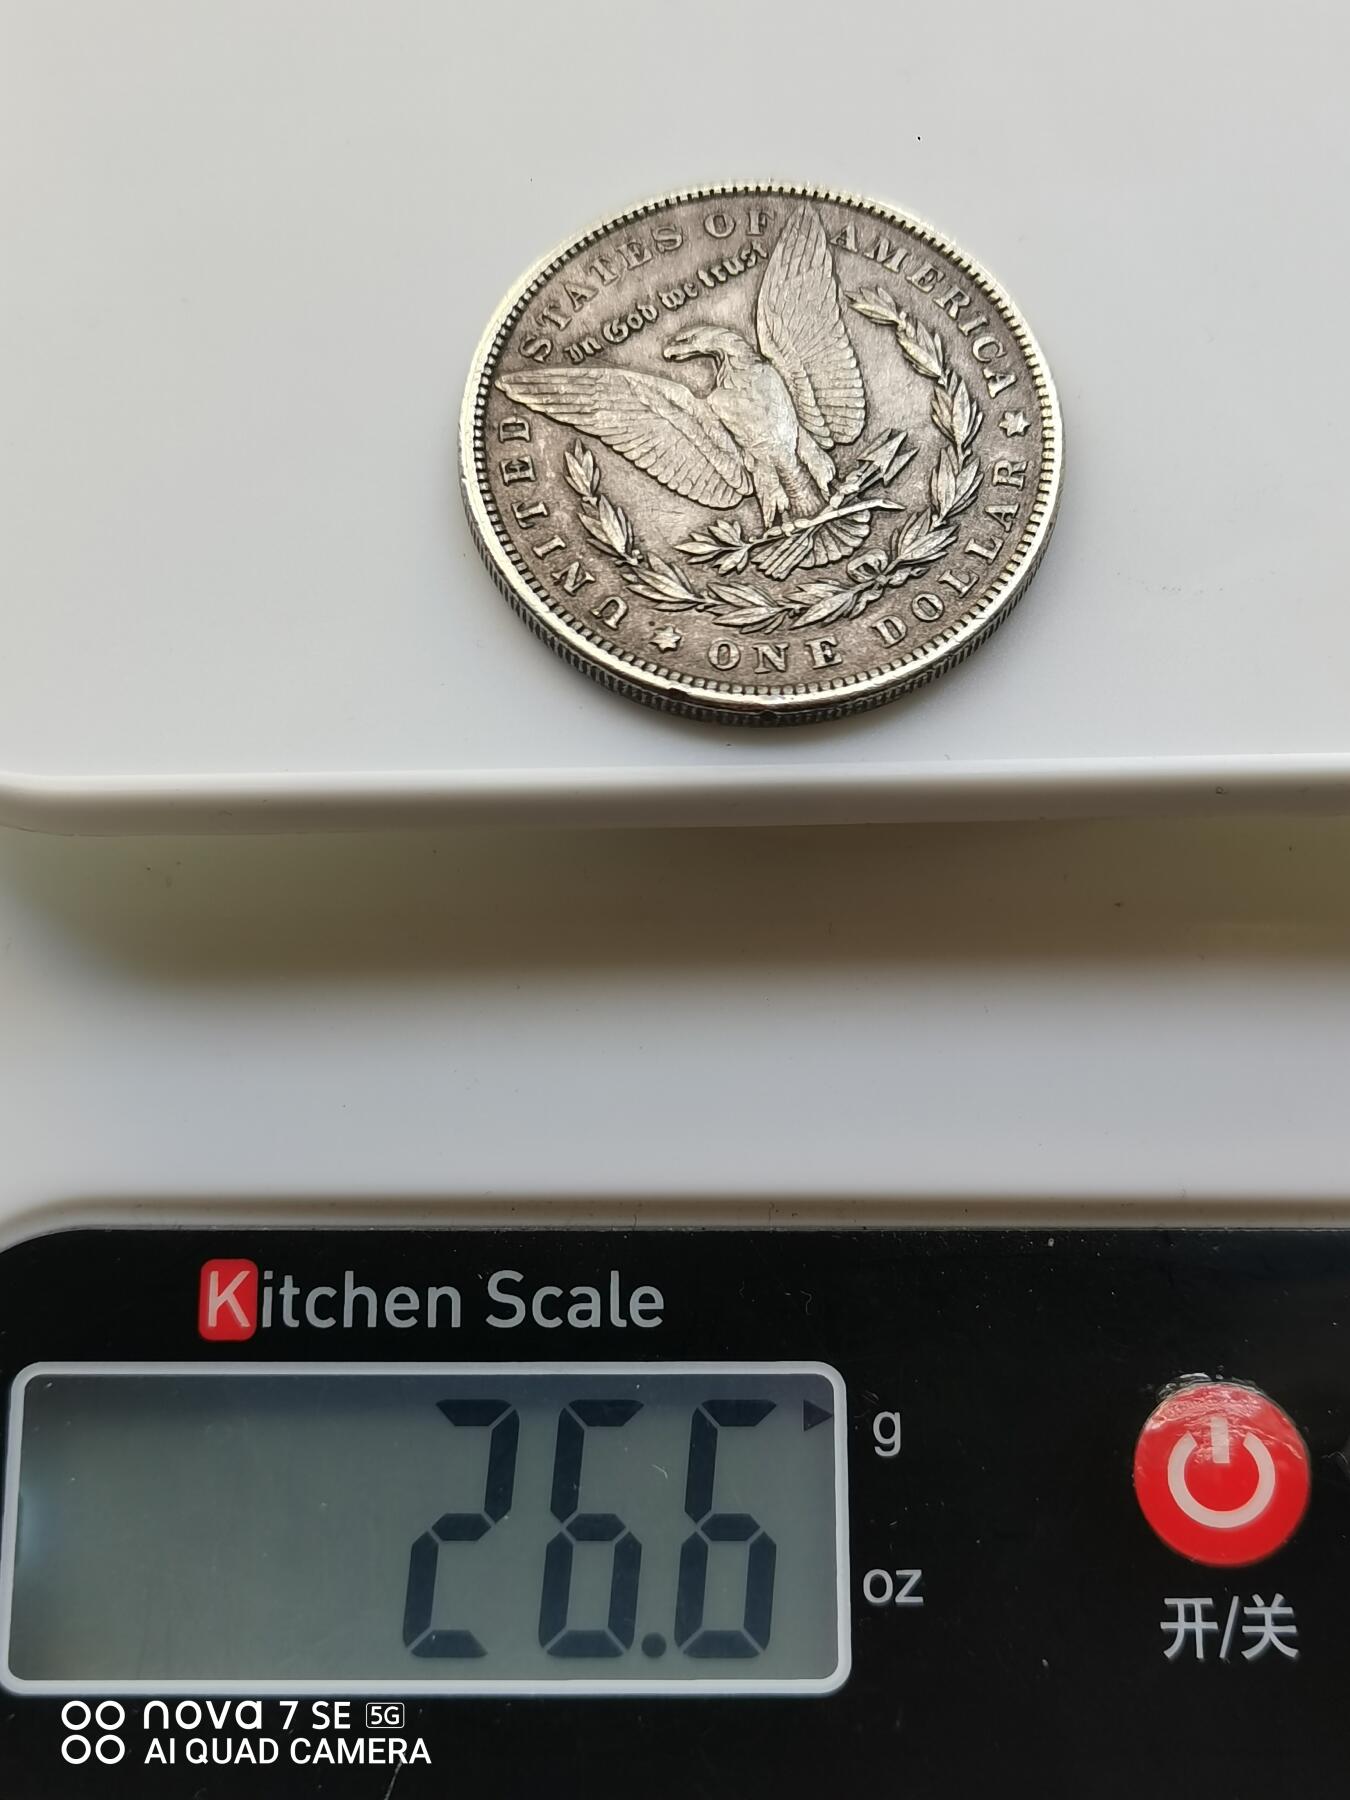 UNITED STATES OF AMERICA
In God we trust
ONE DOLLAR
Kitchen Scale
26.6
g
oz
开/关
nova 7 SE 5G
AI QUAD CAMERA